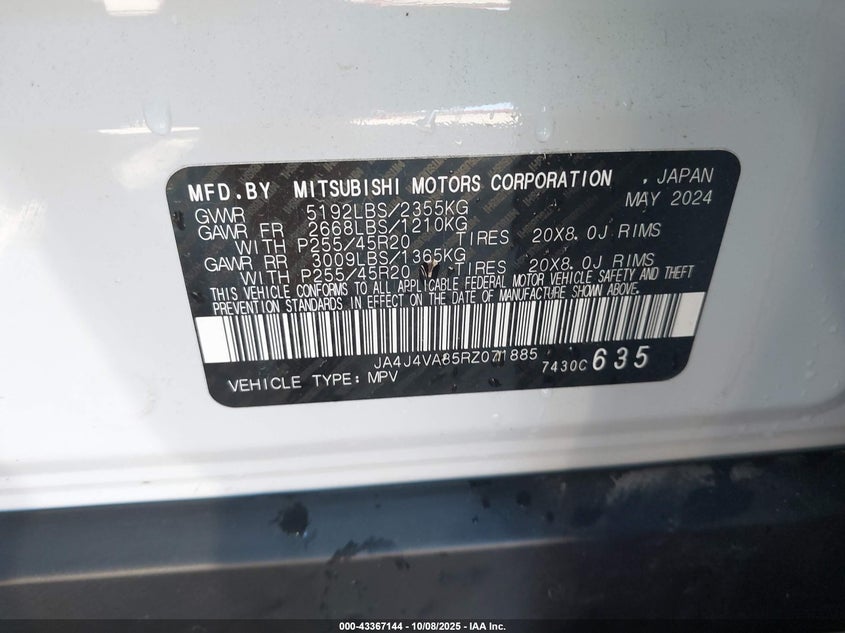 MFD.BY MITSUBISHI MOTORS CORPORATION , JAPAN
MAY 2024
GVWR 5192LBS/2355KG
GAWR FR 2668LBS/1210KG
WITH P255/45R20 TIRES 20X8.0J RIMS
GAWR RR 3009LBS/1365KG
WITH P255/45R20 TIRES 20X8.0J RIMS
THIS VEHICLE CONFORMS TO ALL APPLICABLE FEDERAL MOTOR VEHICLE SAFETY AND THEFT
PREVENTION STANDARDS IN EFFECT ON THE DATE OF MANUFACTURE SHOWN ABOVE.
JA4J4VA85RZ071885
VEHICLE TYPE: MPV 7430C 635
000-43367144 | 10/08/2025 - IAA Inc.